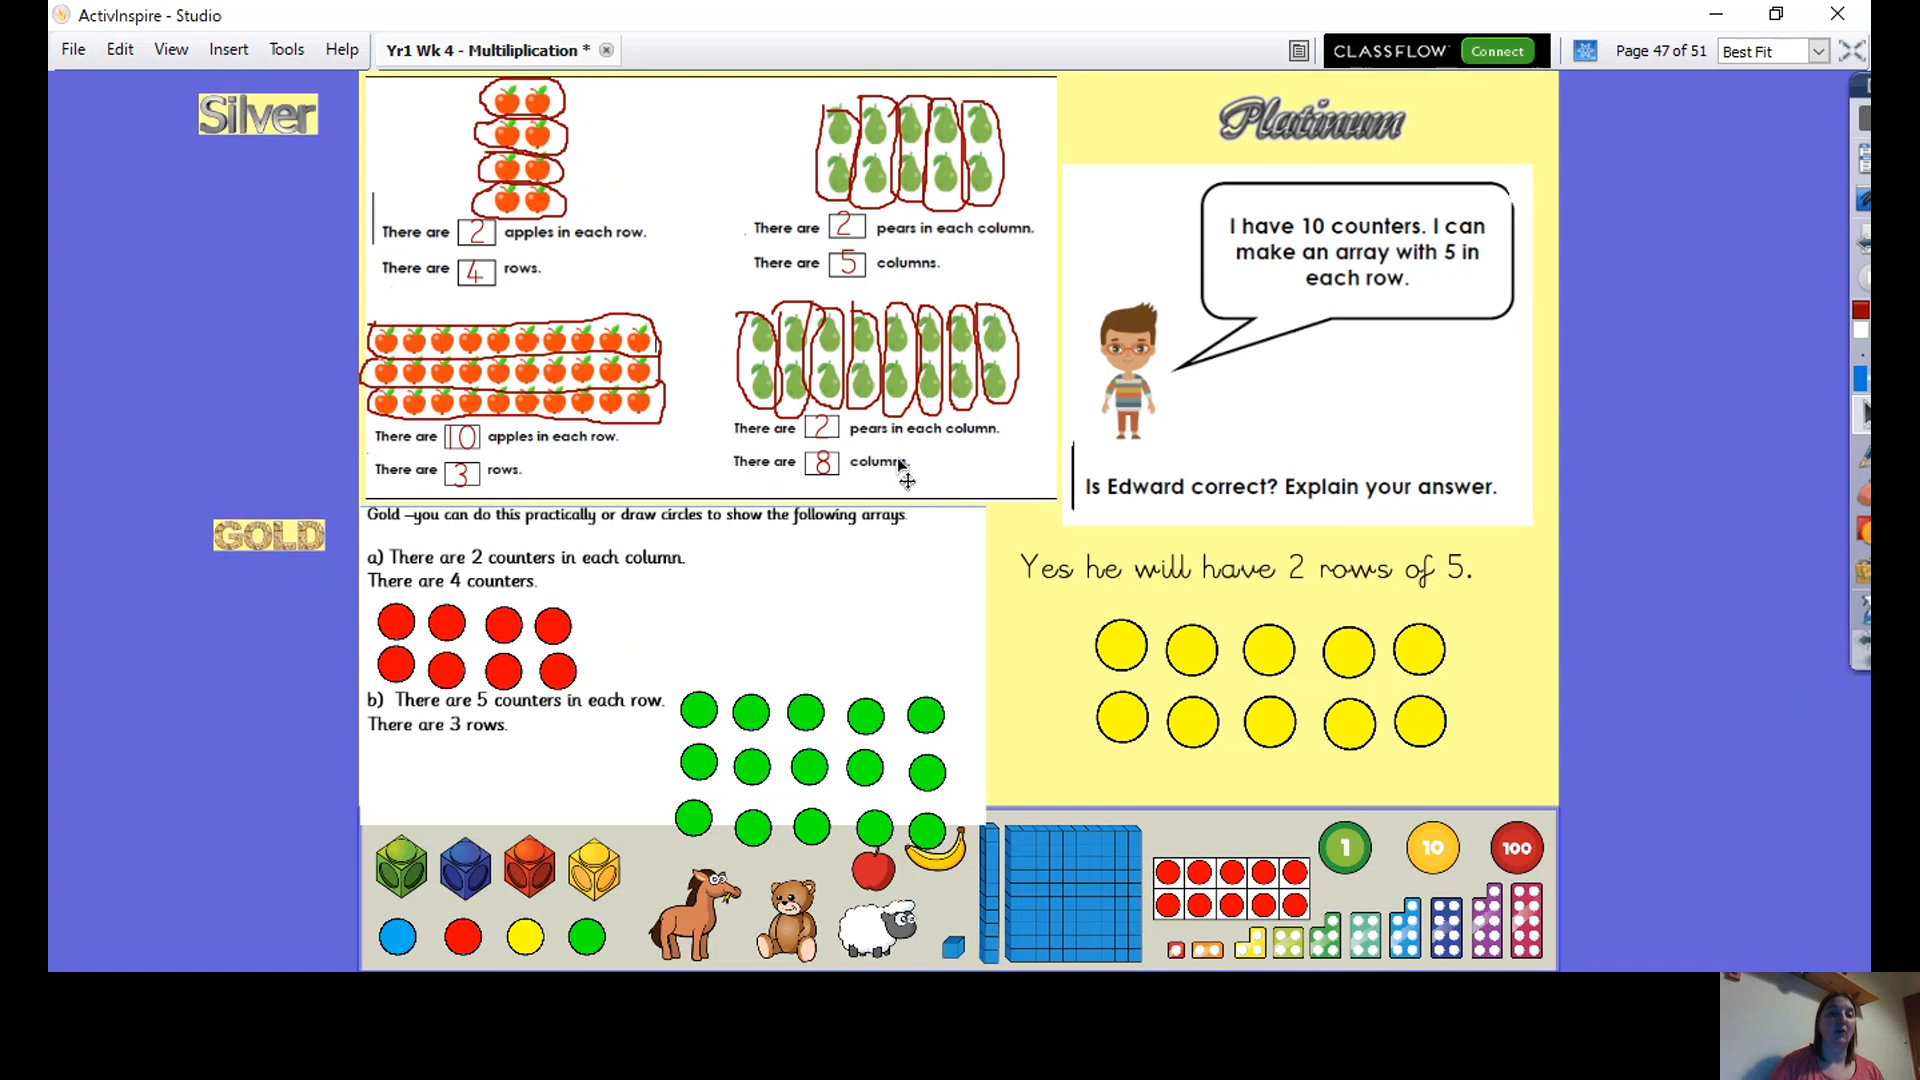 ActivInspire - Studio
File Edit View Insert Tools Help
Yr1 Wk 4 - Multiliplication *
CLASSFLOW Connect
Page 47 of 51
Best Fit
Silver
There are 2 apples in each row.
There are 4 rows.
There are 2 pears in each column.
There are 5 columns.
There are 10 apples in each row.
There are 3 rows.
There are 2 pears in each column.
There are 8 columns.
Platinum
I have 10 counters. I can
make an array with 5 in
each row.
Is Edward correct? Explain your answer.
Yes he will have 2 rows of 5.
GOLD
Gold –you can do this practically or draw circles to show the following arrays.
a) There are 2 counters in each column.
There are 4 counters.
b) There are 5 counters in each row.
There are 3 rows.
1 10 100